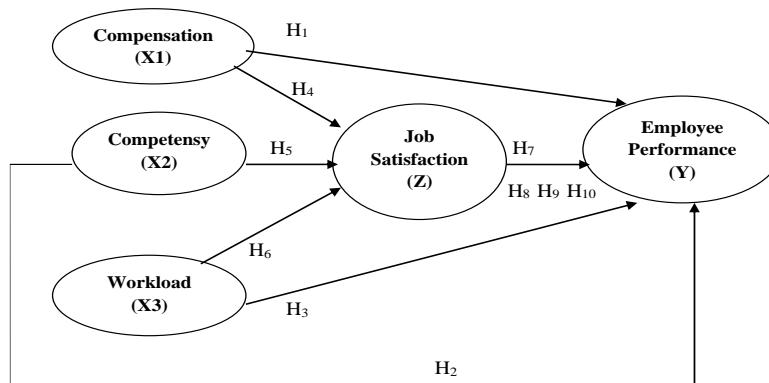 Compensation
(X1)
H1
H4
Competensy
(X2)
H5
Job
Satisfaction
(Z)
H7
H8 H9 H10
Employee
Performance
(Y)
H6
Workload
(X3)
H3
H2